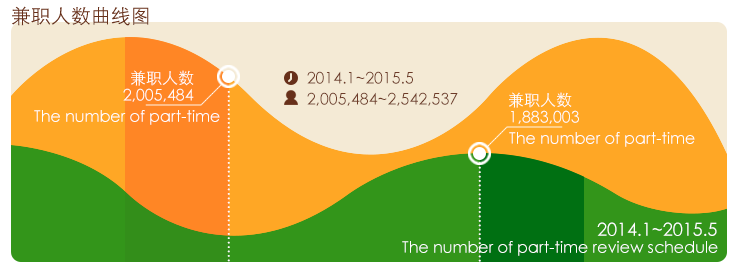 兼职人数曲线图
兼职人数
2,005,484
The number of part-time
2014.1~2015.5
2,005,484~2,542,537
兼职人数
1,883,003
The number of part-time
2014.1~2015.5
The number of part-time review schedule